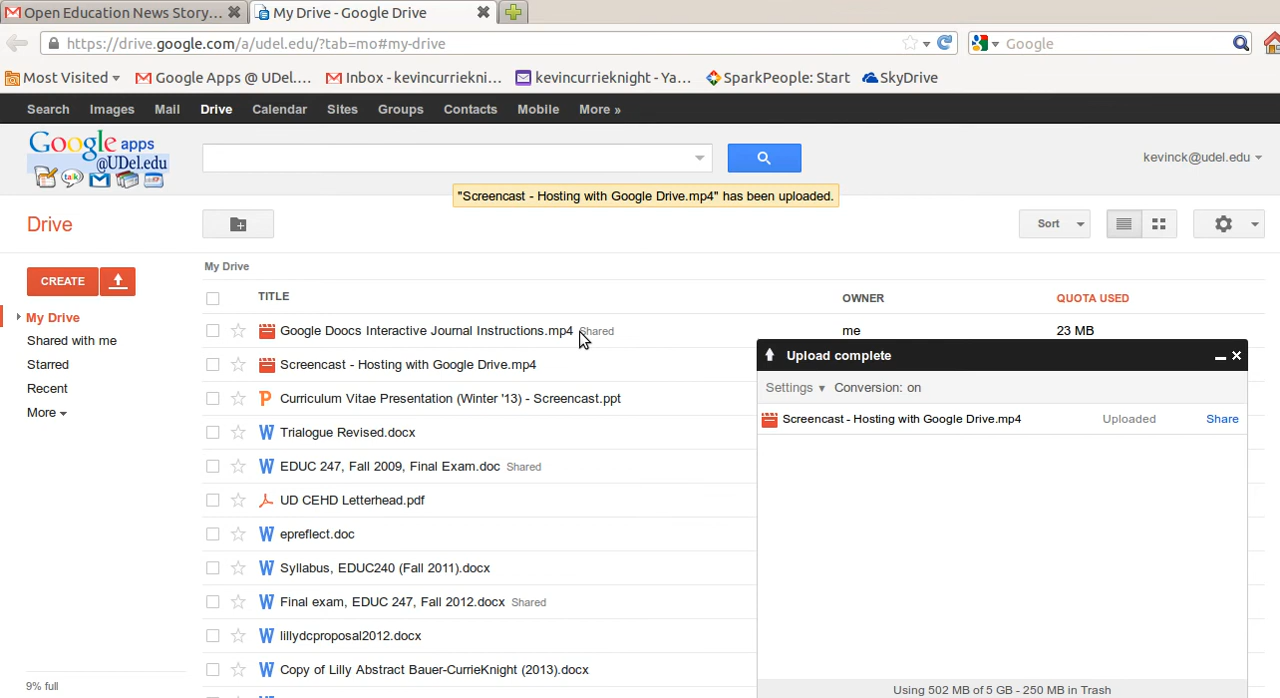 Open Education News Story...
My Drive - Google Drive
https://drive.google.com/a/udel.edu/?tab=mo#my-drive
Google
Most Visited
Google Apps @ UDel....
Inbox - kevincurriekni...
kevincurrieknight - Ya...
SparkPeople: Start
SkyDrive
Search Images Mail Drive Calendar Sites Groups Contacts Mobile More »
Google apps
@UDel.edu
talk
kevinck@udel.edu
"Screencast - Hosting with Google Drive.mp4" has been uploaded.
Drive
Sort
My Drive
CREATE
TITLE OWNER QUOTA USED
My Drive
Shared with me
Starred
Recent
More
Google Doocs Interactive Journal Instructions.mp4 Shared me 23 MB
Screencast - Hosting with Google Drive.mp4
Curriculum Vitae Presentation (Winter '13) - Screencast.ppt
Trialogue Revised.docx
EDUC 247, Fall 2009, Final Exam.doc Shared
UD CEHD Letterhead.pdf
epreflect.doc
Syllabus, EDUC240 (Fall 2011).docx
Final exam, EDUC 247, Fall 2012.docx Shared
lillydcproposal2012.docx
Copy of Lilly Abstract Bauer-CurrieKnight (2013).docx
Upload complete
Settings Conversion: on
Screencast - Hosting with Google Drive.mp4 Uploaded Share
Using 502 MB of 5 GB - 250 MB in Trash
9% full